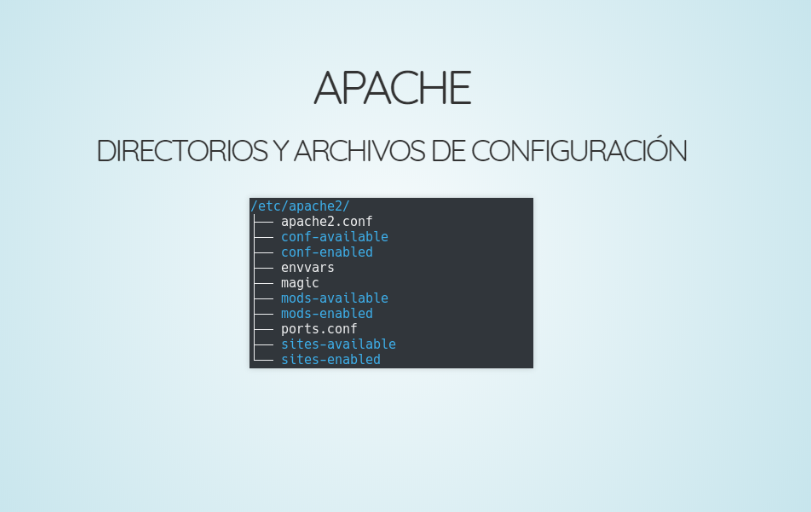 APACHE
DIRECTORIOS Y ARCHIVOS DE CONFIGURACIÓN
/etc/apache2/
├── apache2.conf
├── conf-available
├── conf-enabled
├── envvars
├── magic
├── mods-available
├── mods-enabled
├── ports.conf
├── sites-available
└── sites-enabled